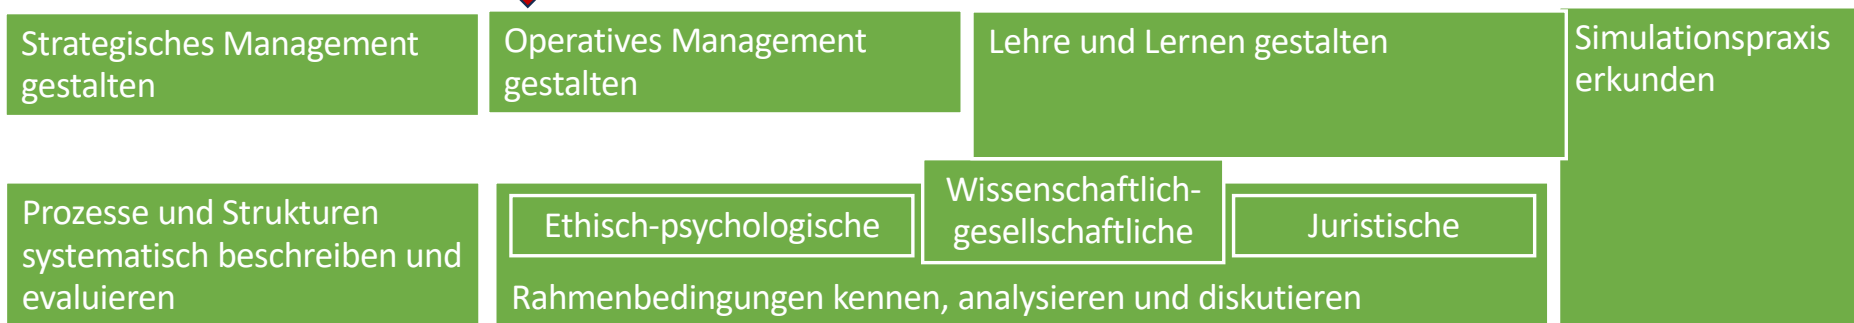 Strategisches Management
gestalten
Operatives Management
gestalten
Lehre und Lernen gestalten
Simulationspraxis
erkunden
Prozesse und Strukturen
systematisch beschreiben und
evaluieren
Ethisch-psychologische
Wissenschaftlich-
gesellschaftliche
Juristische
Rahmenbedingungen kennen, analysieren und diskutieren